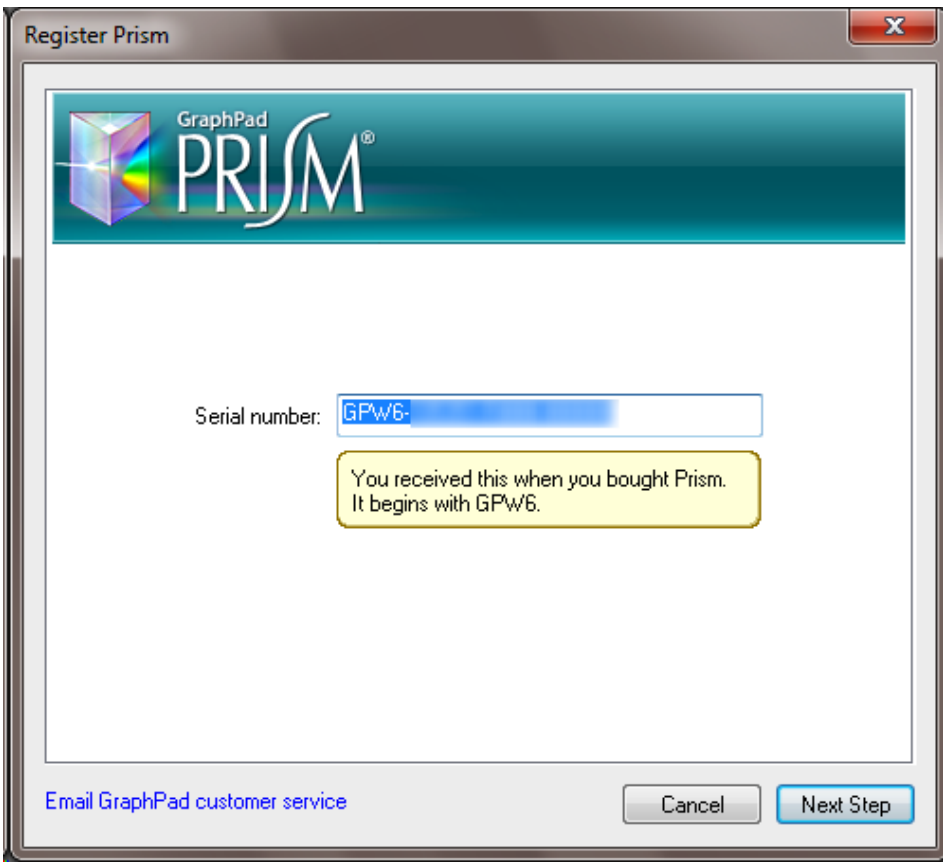 Register Prism
GraphPad
PRISM®
Serial number:
GPW6-
You received this when you bought Prism.
It begins with GPW6.
Email GraphPad customer service
Cancel
Next Step